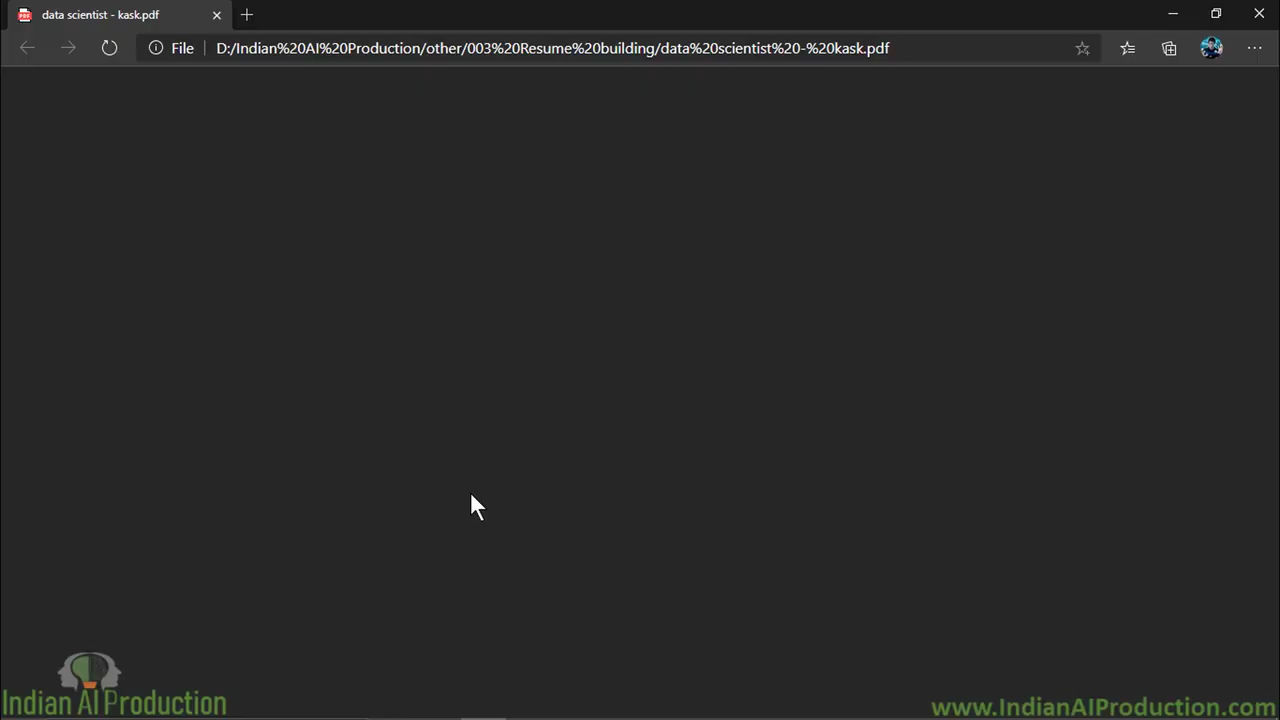 data scientist - kask.pdf
File
D:/Indian%20AI%20Production/other/003%20Resume%20building/data%20scientist%20-%20kask.pdf
Indian AI Production
www.IndianAIProduction.com